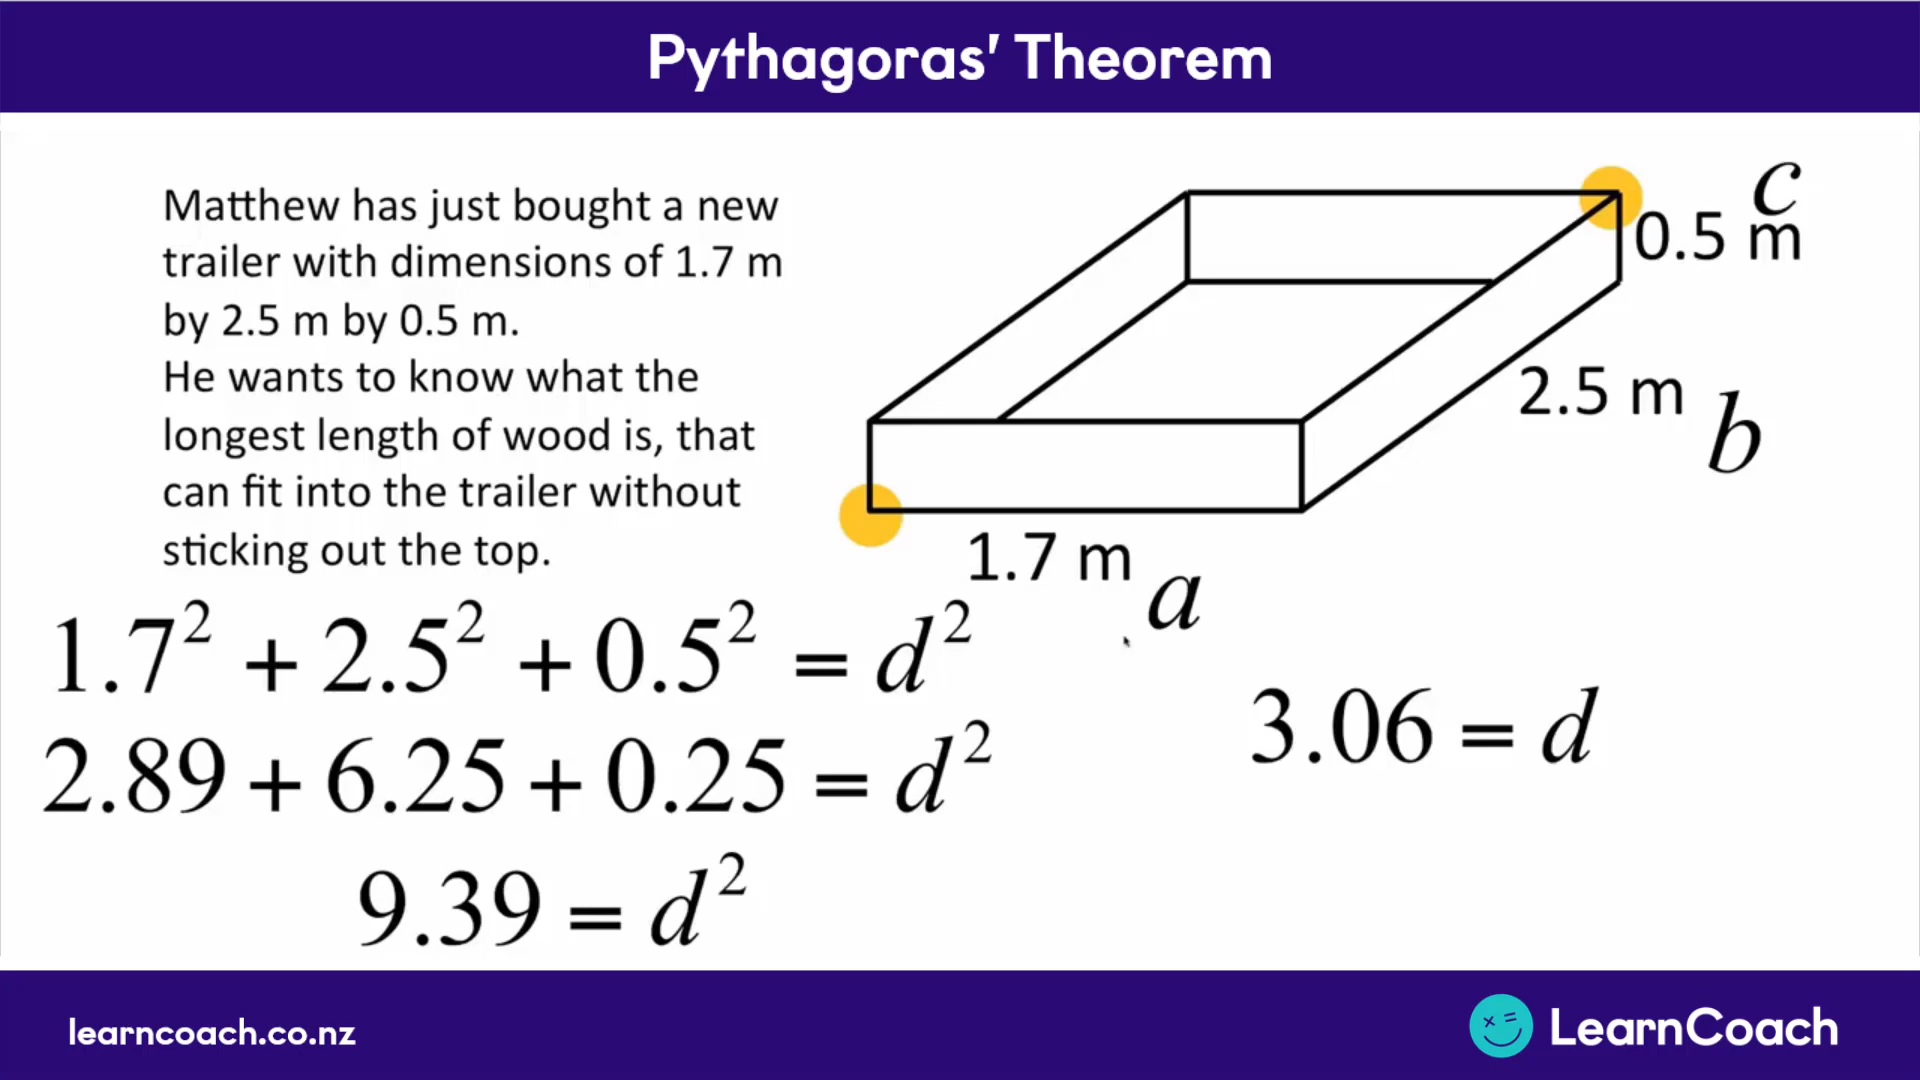 Pythagoras' Theorem
Matthew has just bought a new
trailer with dimensions of 1.7 m
by 2.5 m by 0.5 m.
He wants to know what the
longest length of wood is, that
can fit into the trailer without
sticking out the top.
c
0.5 m
2.5 m
b
1.7 m
a
1.7² + 2.5² + 0.5² = d²
2.89 + 6.25 + 0.25 = d²
9.39 = d²
3.06 = d
learncoach.co.nz
LearnCoach